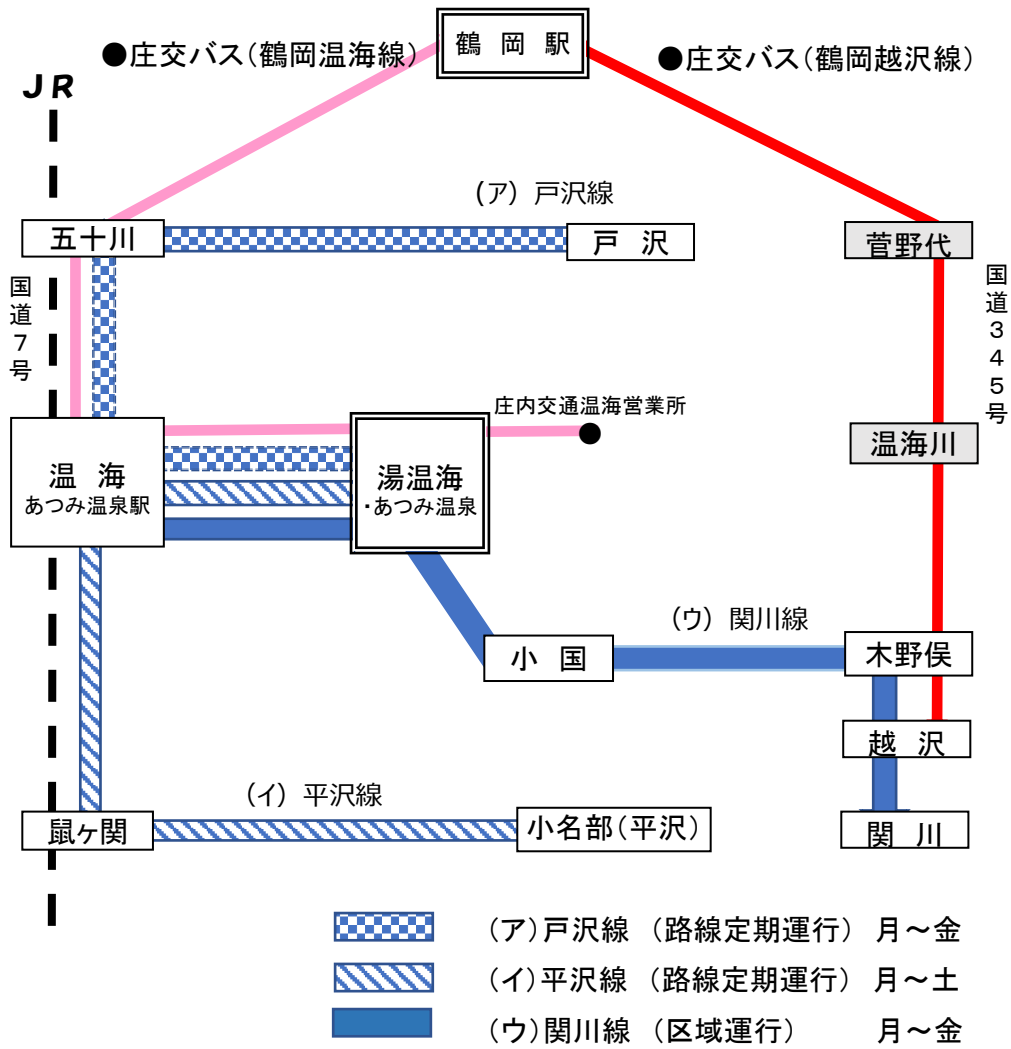 鶴岡駅
●庄交バス(鶴岡温海線)
●庄交バス(鶴岡越沢線)
JR
(ア) 戸沢線
五十川
戸沢
菅野代
国道7号
国道345号
庄内交通温海営業所
温海
あつみ温泉駅
湯温海
・あつみ温泉
温海川
(ウ) 関川線
小国
木野俣
越沢
(イ) 平沢線
鼠ヶ関
小名部(平沢)
関川
(ア)戸沢線 (路線定期運行) 月~金
(イ)平沢線 (路線定期運行) 月~土
(ウ)関川線 (区域運行) 月~金